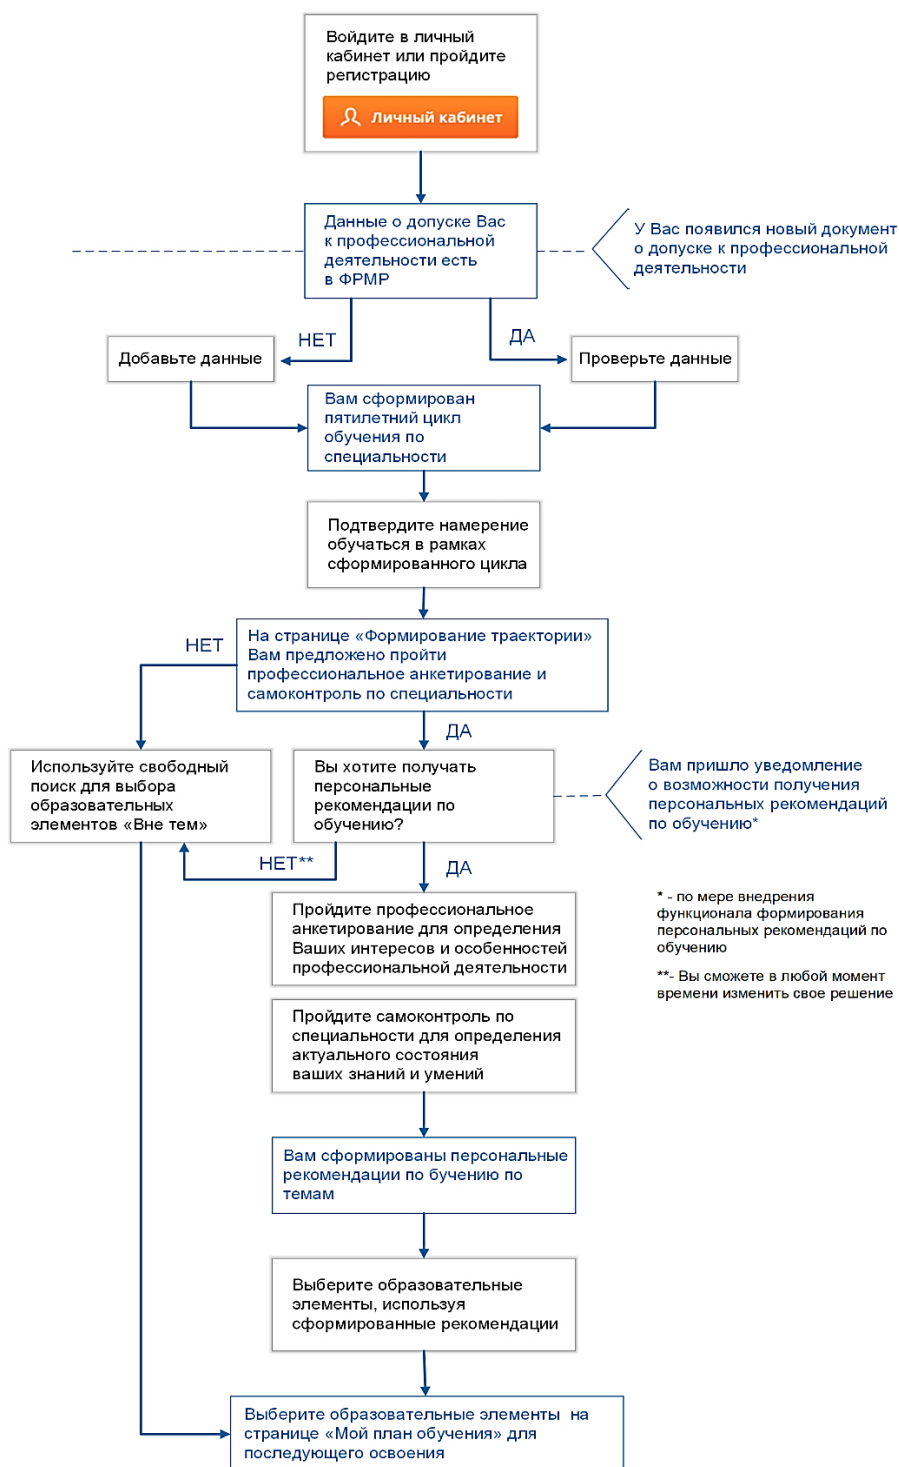 Войдите в личный
кабинет или пройдите
регистрацию
Личный кабинет
Данные о допуске Вас
к профессиональной
деятельности есть
в ФРМР
У Вас появился новый документ
о допуске к профессиональной
деятельности
НЕТ
ДА
Добавьте данные
Проверьте данные
Вам сформирован
пятилетний цикл
обучения по
специальности
Подтвердите намерение
обучаться в рамках
сформированного цикла
НЕТ
На странице «Формирование траектории»
Вам предложено пройти
профессиональное анкетирование и
самоконтроль по специальности
ДА
Используйте свободный
поиск для выбора
образовательных
элементов «Вне тем»
Вы хотите получать
персональные
рекомендации по
обучению?
Вам пришло уведомление
о возможности получения
персональных рекомендаций
по обучению*
НЕТ**
ДА
* - по мере внедрения
функционала формирования
персональных рекомендаций по
обучению
**- Вы сможете в любой момент
времени изменить свое решение
Пройдите профессиональное
анкетирование для определения
Ваших интересов и особенностей
профессиональной деятельности
Пройдите самоконтроль по
специальности для определения
актуального состояния
ваших знаний и умений
Вам сформированы персональные
рекомендации по бучению по
темам
Выберите образовательные
элементы, используя
сформированные рекомендации
Выберите образовательные элементы на
странице «Мой план обучения» для
последующего освоения